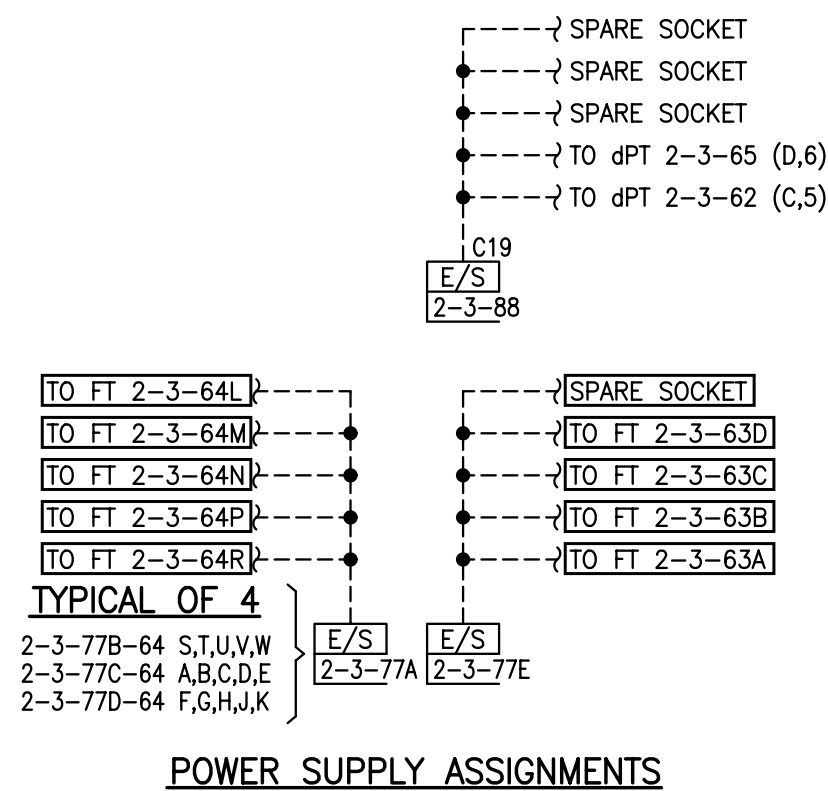 SPARE SOCKET
SPARE SOCKET
SPARE SOCKET
TO dPT 2-3-65 (D,6)
TO dPT 2-3-62 (C,5)
C19
E/S
2-3-88
TO FT 2-3-64L
TO FT 2-3-64M
TO FT 2-3-64N
TO FT 2-3-64P
TO FT 2-3-64R
SPARE SOCKET
TO FT 2-3-63D
TO FT 2-3-63C
TO FT 2-3-63B
TO FT 2-3-63A
TYPICAL OF 4
2-3-77B-64 S,T,U,V,W
2-3-77C-64 A,B,C,D,E
2-3-77D-64 F,G,H,J,K
E/S
2-3-77A
E/S
2-3-77E
POWER SUPPLY ASSIGNMENTS